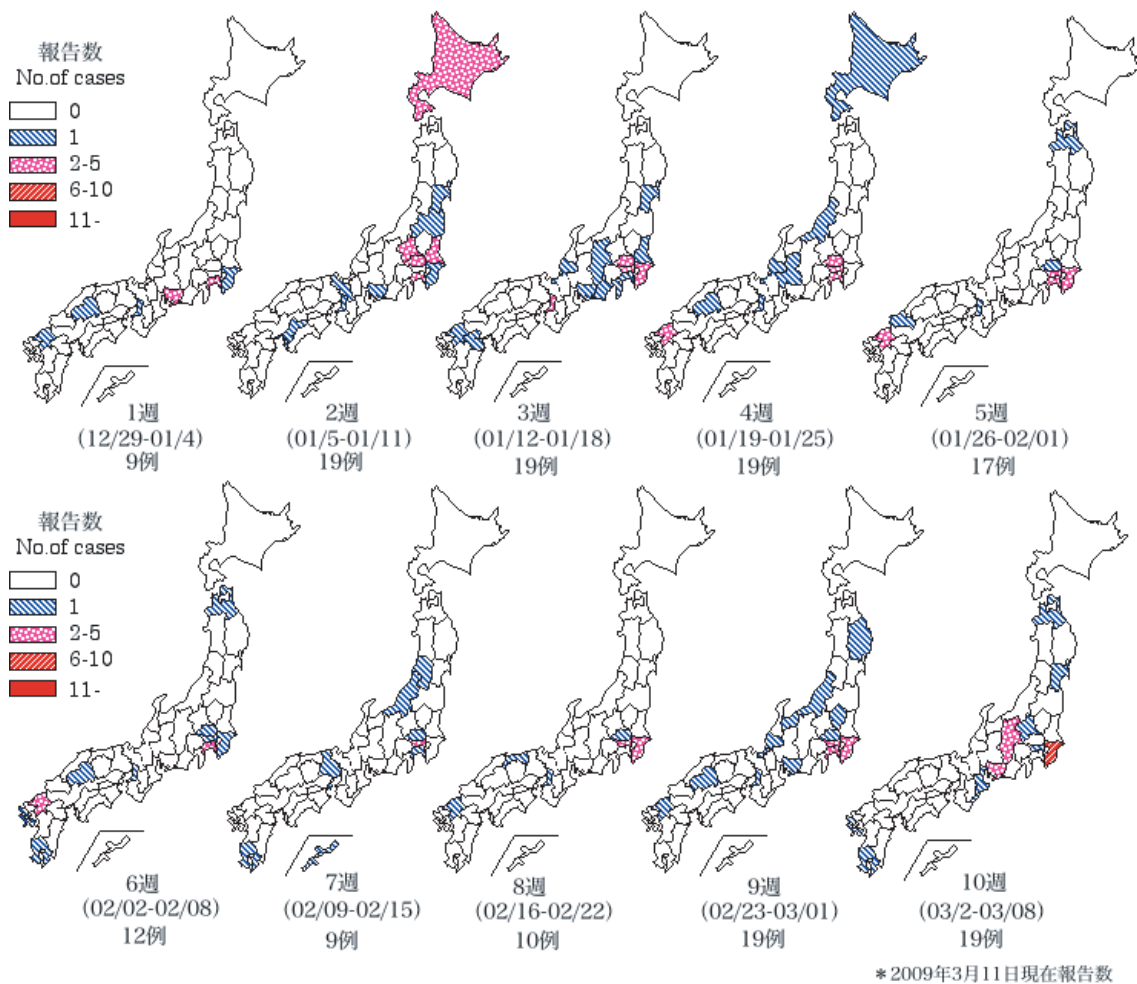 報告数
No.of cases
0
1
2-5
6-10
11-
1週
(12/29-01/4)
9例
2週
(01/5-01/11)
19例
3週
(01/12-01/18)
19例
4週
(01/19-01/25)
19例
5週
(01/26-02/01)
17例
報告数
No.of cases
0
1
2-5
6-10
11-
6週
(02/02-02/08)
12例
7週
(02/09-02/15)
9例
8週
(02/16-02/22)
10例
9週
(02/23-03/01)
19例
10週
(03/2-03/08)
19例
*2009年3月11日現在報告数